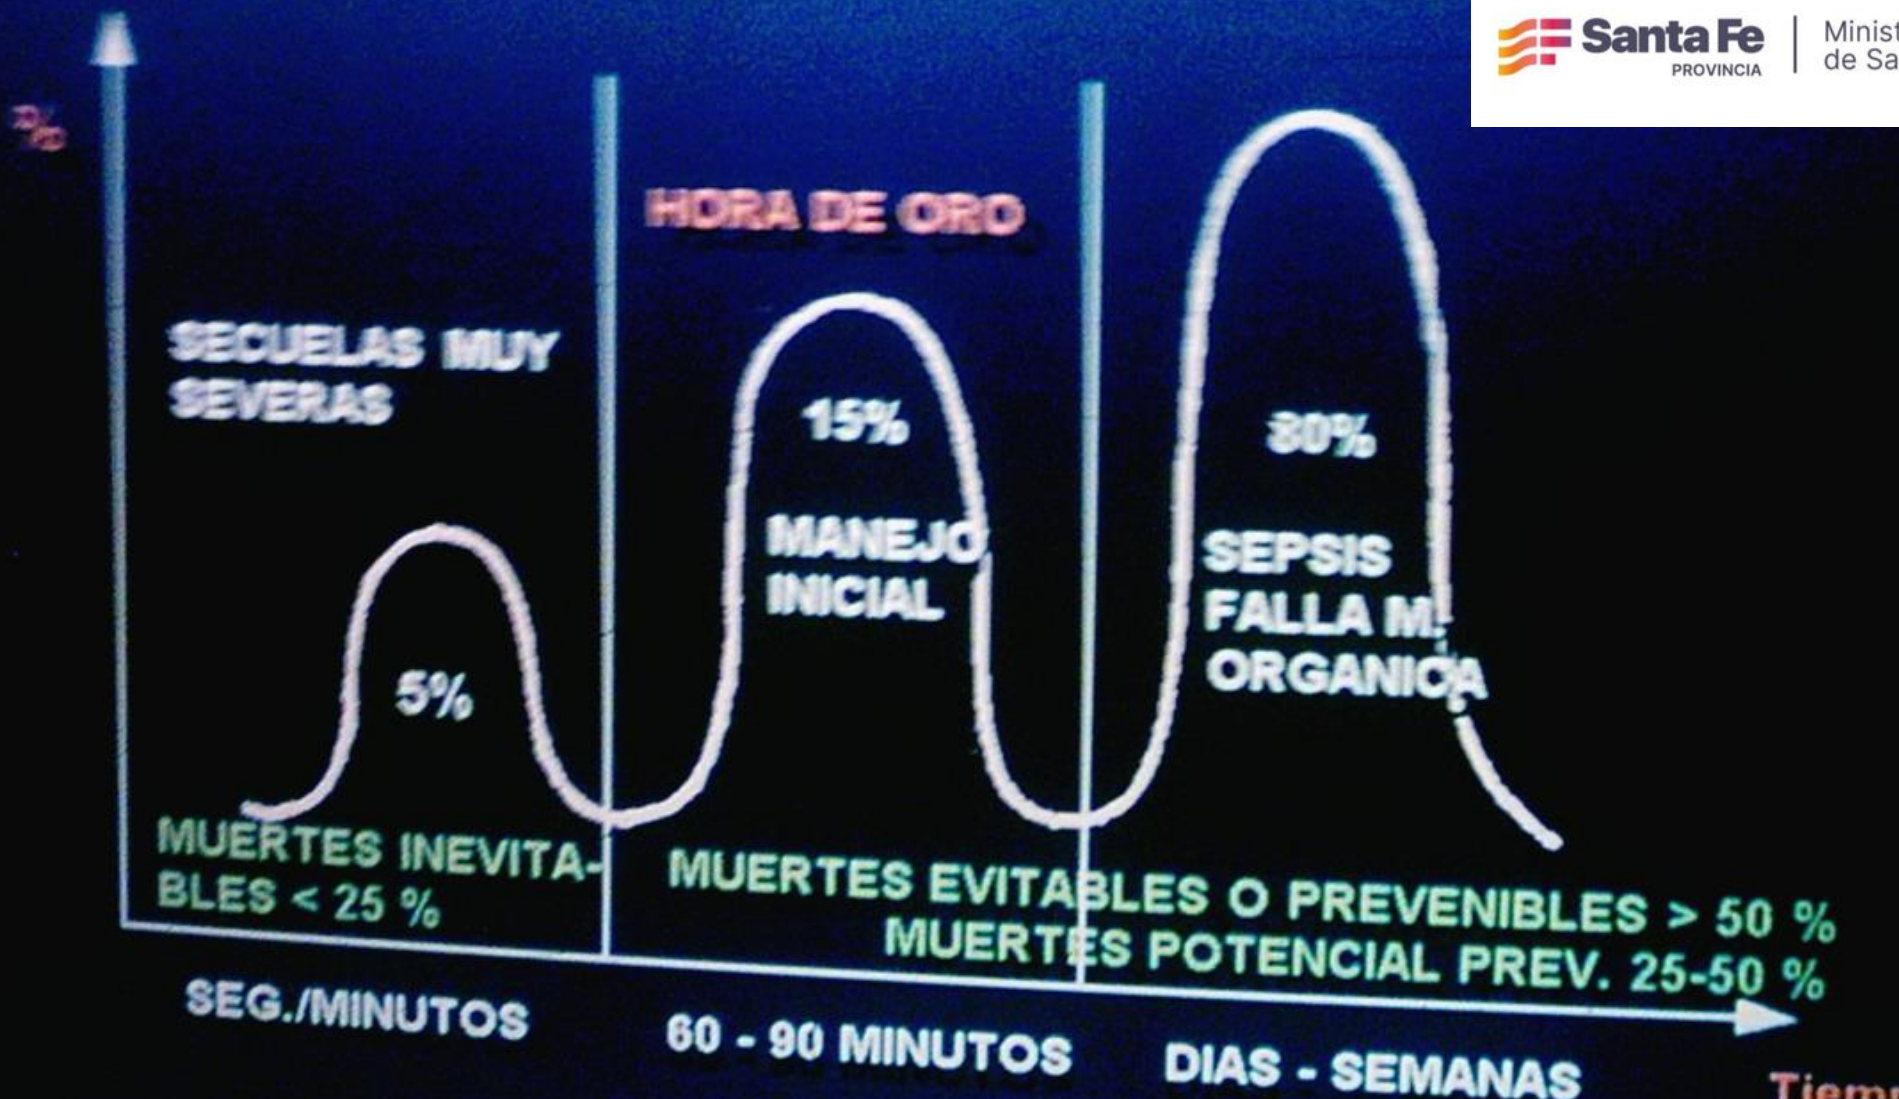 Santa Fe
PROVINCIA
%
HORA DE ORO
SECUELAS MUY
SEVERAS
15%
80%
MANEJO
INICIAL
SEPSIS
FALLA M.
ORGANICA
5%
MUERTES INEVITA-
BLES < 25 %
MUERTES EVITABLES O PREVENIBLES > 50 %
MUERTES POTENCIAL PREV. 25-50 %
SEG./MINUTOS
60 - 90 MINUTOS
DIAS - SEMANAS